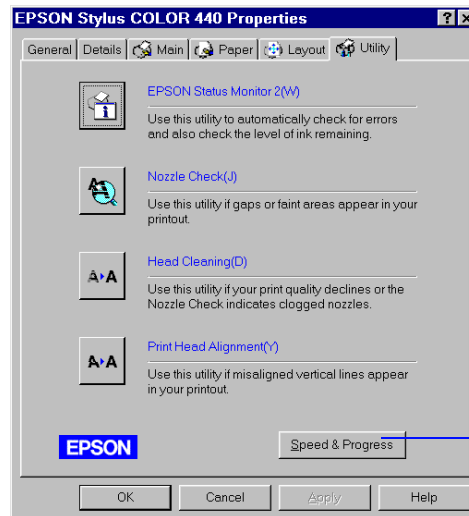 EPSON Stylus COLOR 440 Properties
General Details Main Paper Layout Utility
EPSON Status Monitor 2(W)
Use this utility to automatically check for errors
and also check the level of ink remaining.
Nozzle Check(J)
Use this utility if gaps or faint areas appear in your
printout.
Head Cleaning(D)
Use this utility if your print quality declines or the
Nozzle Check indicates clogged nozzles.
Print Head Alignment(Y)
Use this utility if misaligned vertical lines appear
in your printout.
EPSON
Speed & Progress
OK Cancel Apply Help